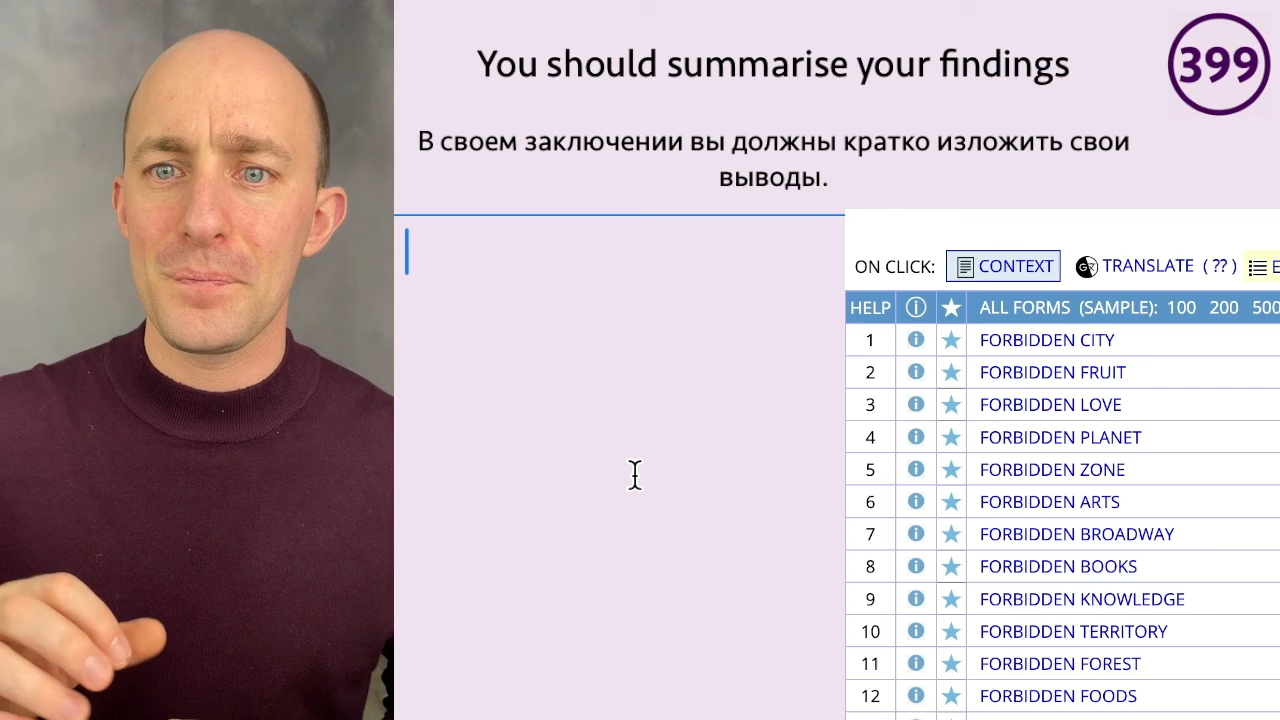 You should summarise your findings
399
В своем заключении вы должны кратко изложить свои
выводы.
ON CLICK: CONTEXT TRANSLATE ( ?? ) E
HELP ALL FORMS (SAMPLE): 100 200 500
1 FORBIDDEN CITY
2 FORBIDDEN FRUIT
3 FORBIDDEN LOVE
4 FORBIDDEN PLANET
5 FORBIDDEN ZONE
6 FORBIDDEN ARTS
7 FORBIDDEN BROADWAY
8 FORBIDDEN BOOKS
9 FORBIDDEN KNOWLEDGE
10 FORBIDDEN TERRITORY
11 FORBIDDEN FOREST
12 FORBIDDEN FOODS